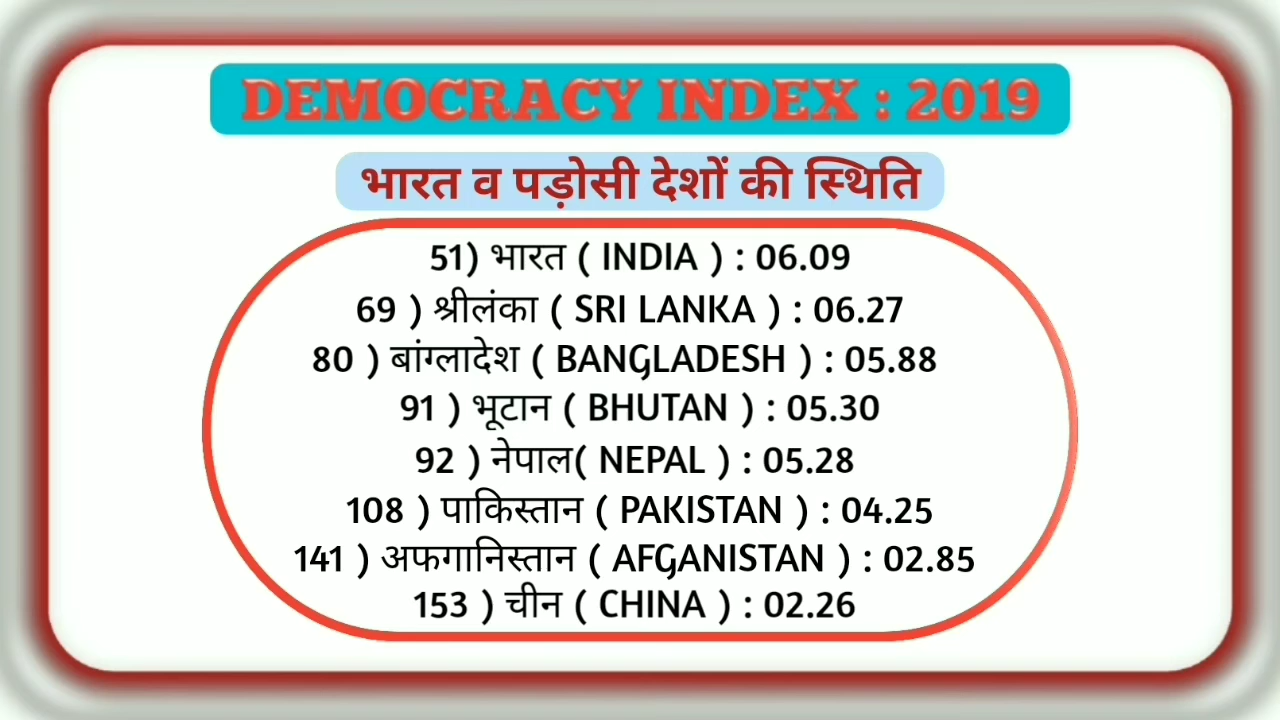 DEMOCRACY INDEX : 2019
भारत व पड़ोसी देशों की स्थिति
51) भारत ( INDIA ) : 06.09
69 ) श्रीलंका ( SRI LANKA ) : 06.27
80 ) बांग्लादेश ( BANGLADESH ) : 05.88
91 ) भूटान ( BHUTAN ) : 05.30
92 ) नेपाल( NEPAL ) : 05.28
108 ) पाकिस्तान ( PAKISTAN ) : 04.25
141 ) अफगानिस्तान ( AFGANISTAN ) : 02.85
153 ) चीन ( CHINA ) : 02.26